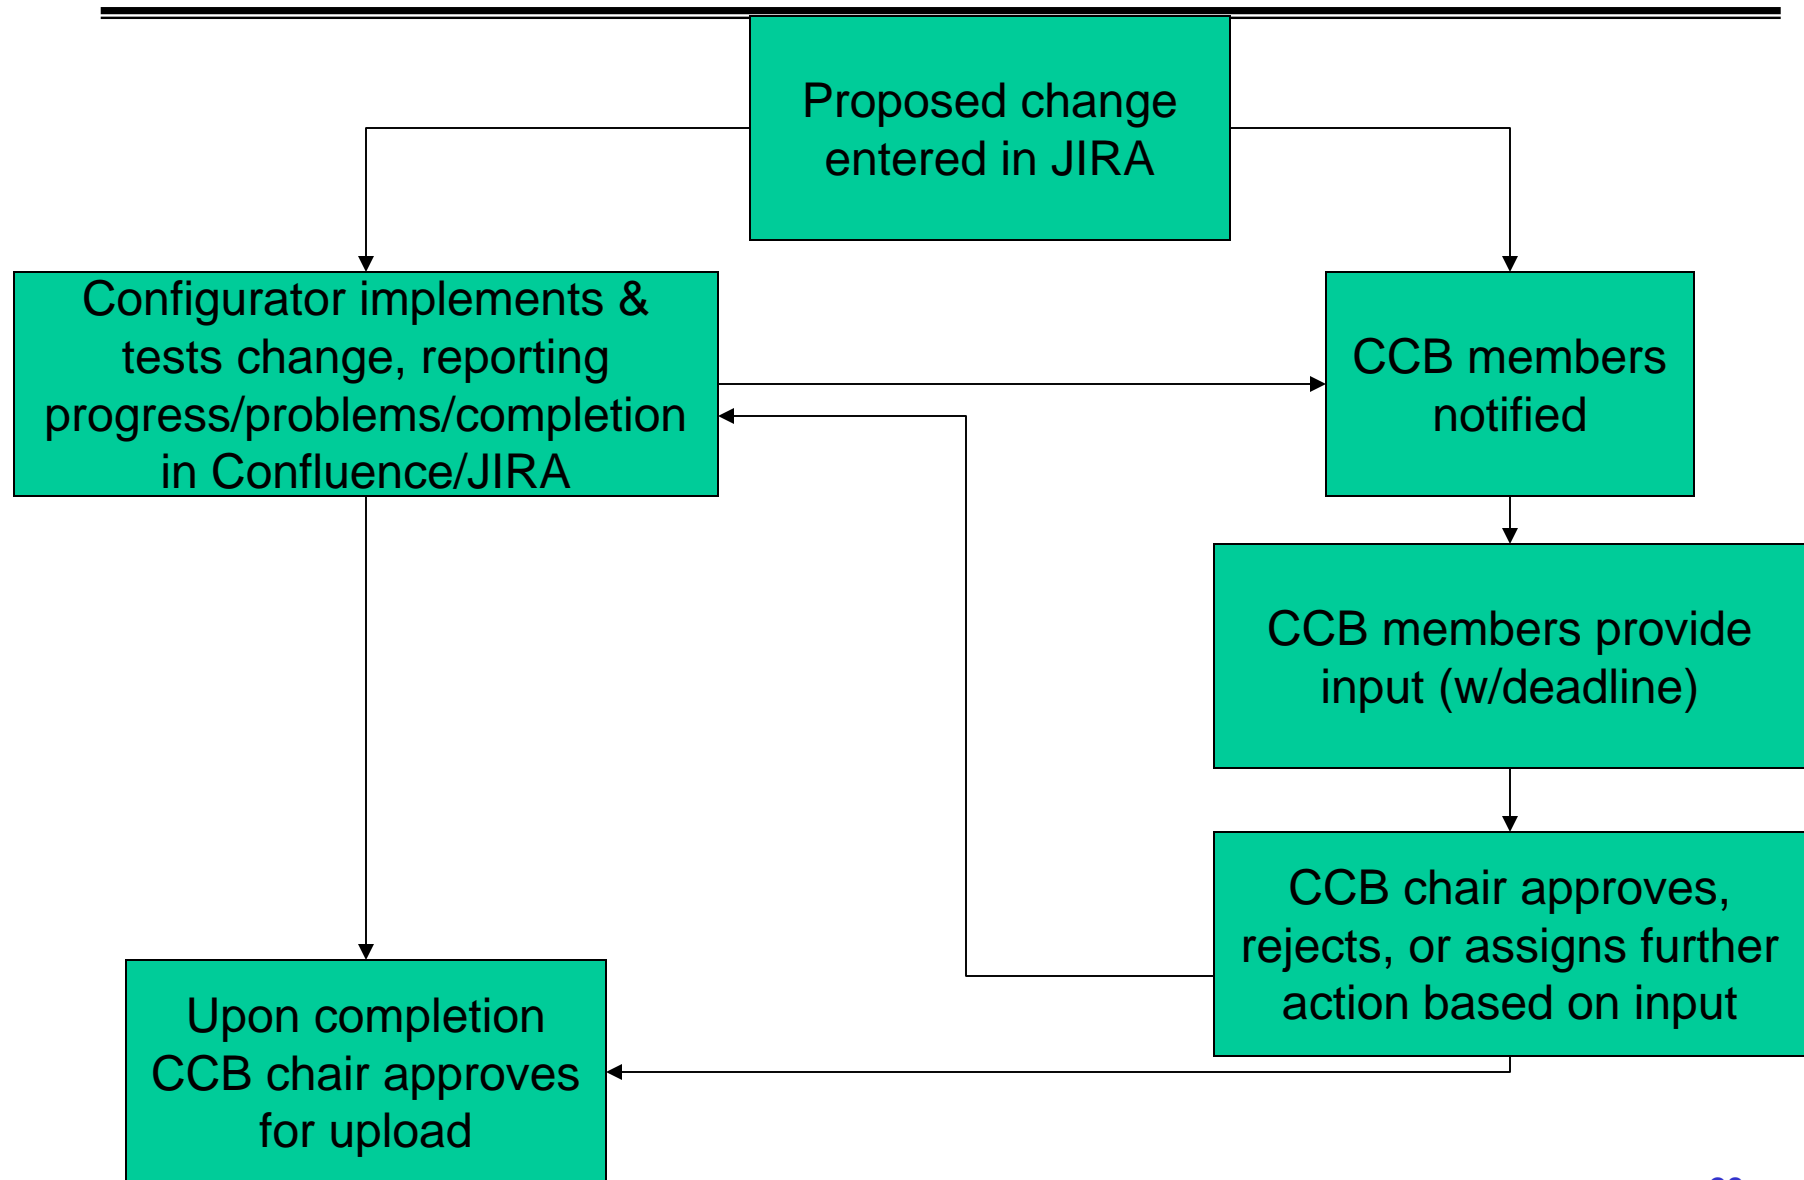 Proposed change
entered in JIRA
Configurator implements &
tests change, reporting
progress/problems/completion
in Confluence/JIRA
CCB members
notified
CCB members provide
input (w/deadline)
CCB chair approves,
rejects, or assigns further
action based on input
Upon completion
CCB chair approves
for upload